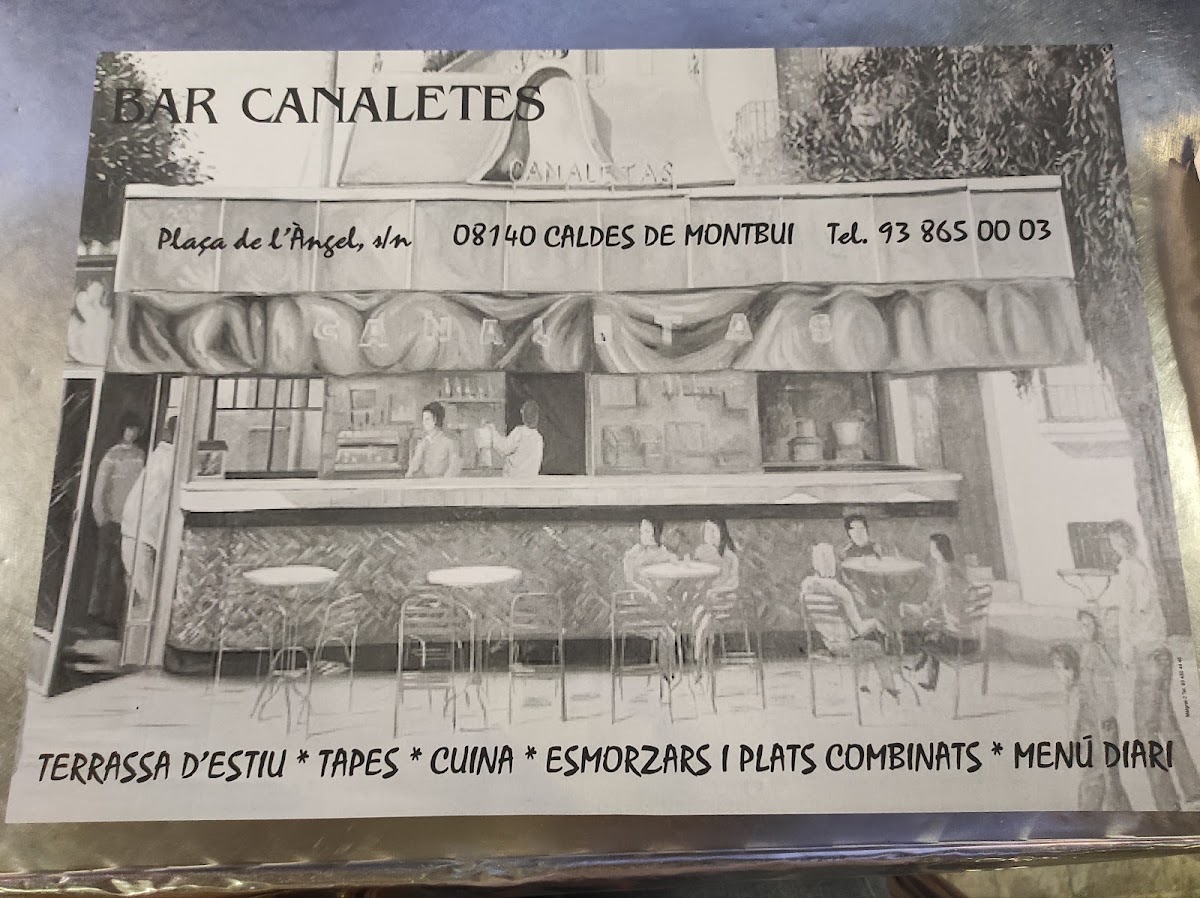 BAR CANALETES
CANALETAS
Plaça de l'Àngel, s/n 08140 CALDES DE MONTBUI Tel. 93 865 00 03
CANALETAS
TERRASSA D'ESTIU * TAPES * CUINA * ESMORZARS I PLATS COMBINATS * MENÚ DIARI